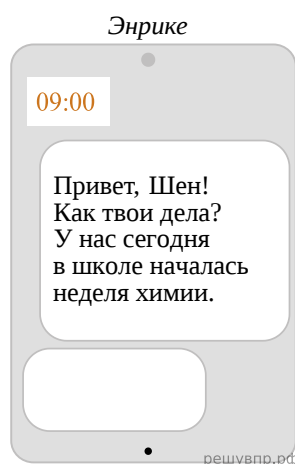 Энрике
09:00
Привет, Шен!
Как твои дела?
У нас сегодня
в школе началась
неделя химии.
решувпр.рф